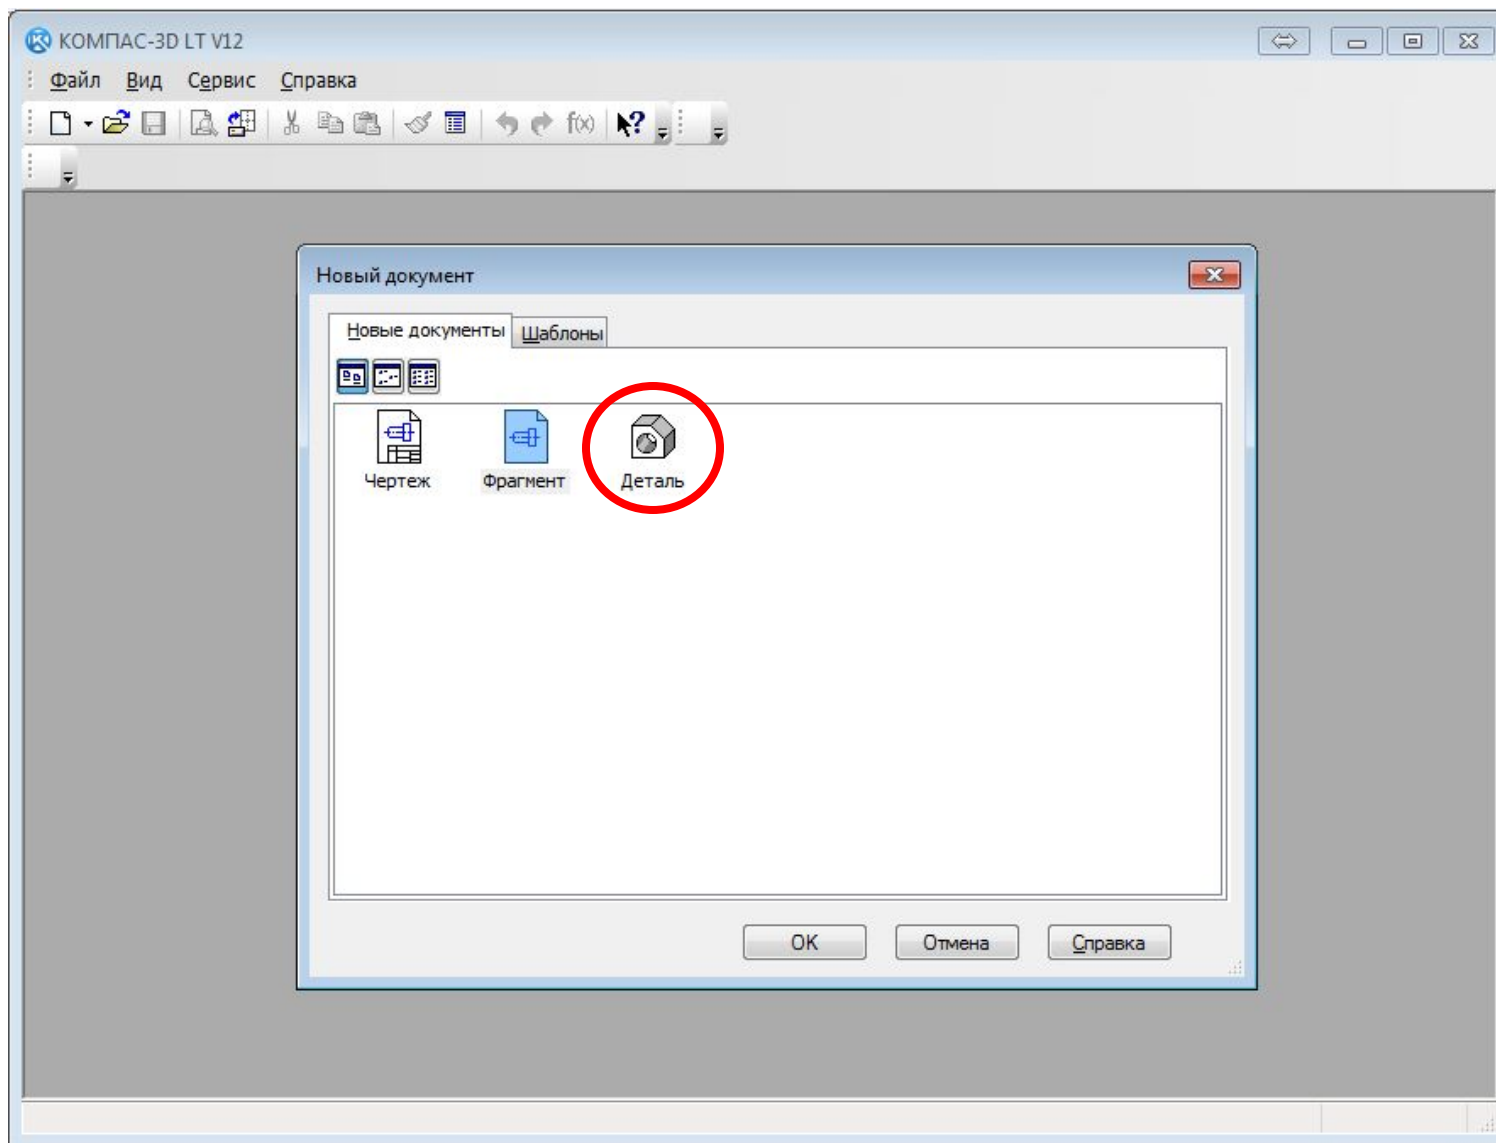 КОМПАС-3D LT V12
Файл Вид Сервис Справка
f(x)
Новый документ
Новые документы Шаблоны
Чертеж Фрагмент Деталь
OK Отмена Справка